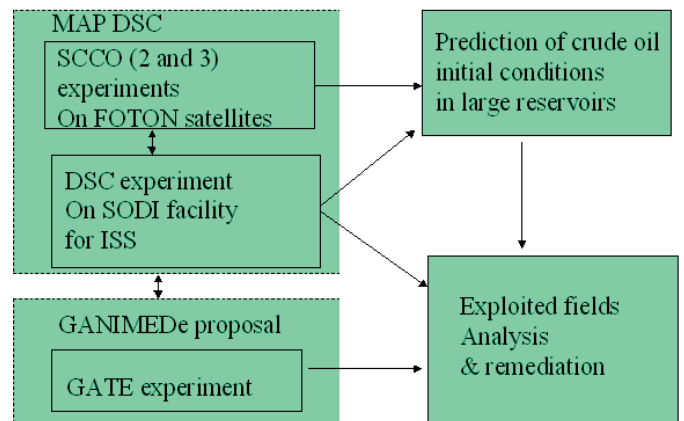 MAP DSC
SCCO (2 and 3)
experiments
On FOTON satellites
DSC experiment
On SODI facility
for ISS
GANIMEDe proposal
GATE experiment
Prediction of crude oil
initial conditions
in large reservoirs
Exploited fields
Analysis
& remediation